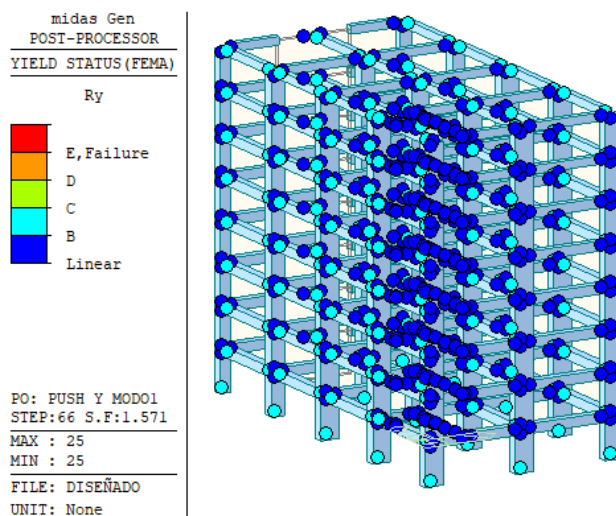 midas Gen
POST-PROCESSOR
YIELD STATUS(FEMA)
Ry
E,Failure
D
C
B
Linear
PO: PUSH Y MODO1
STEP:66 S.F:1.571
MAX : 25
MIN : 25
FILE: DISEÑADO
UNIT: None